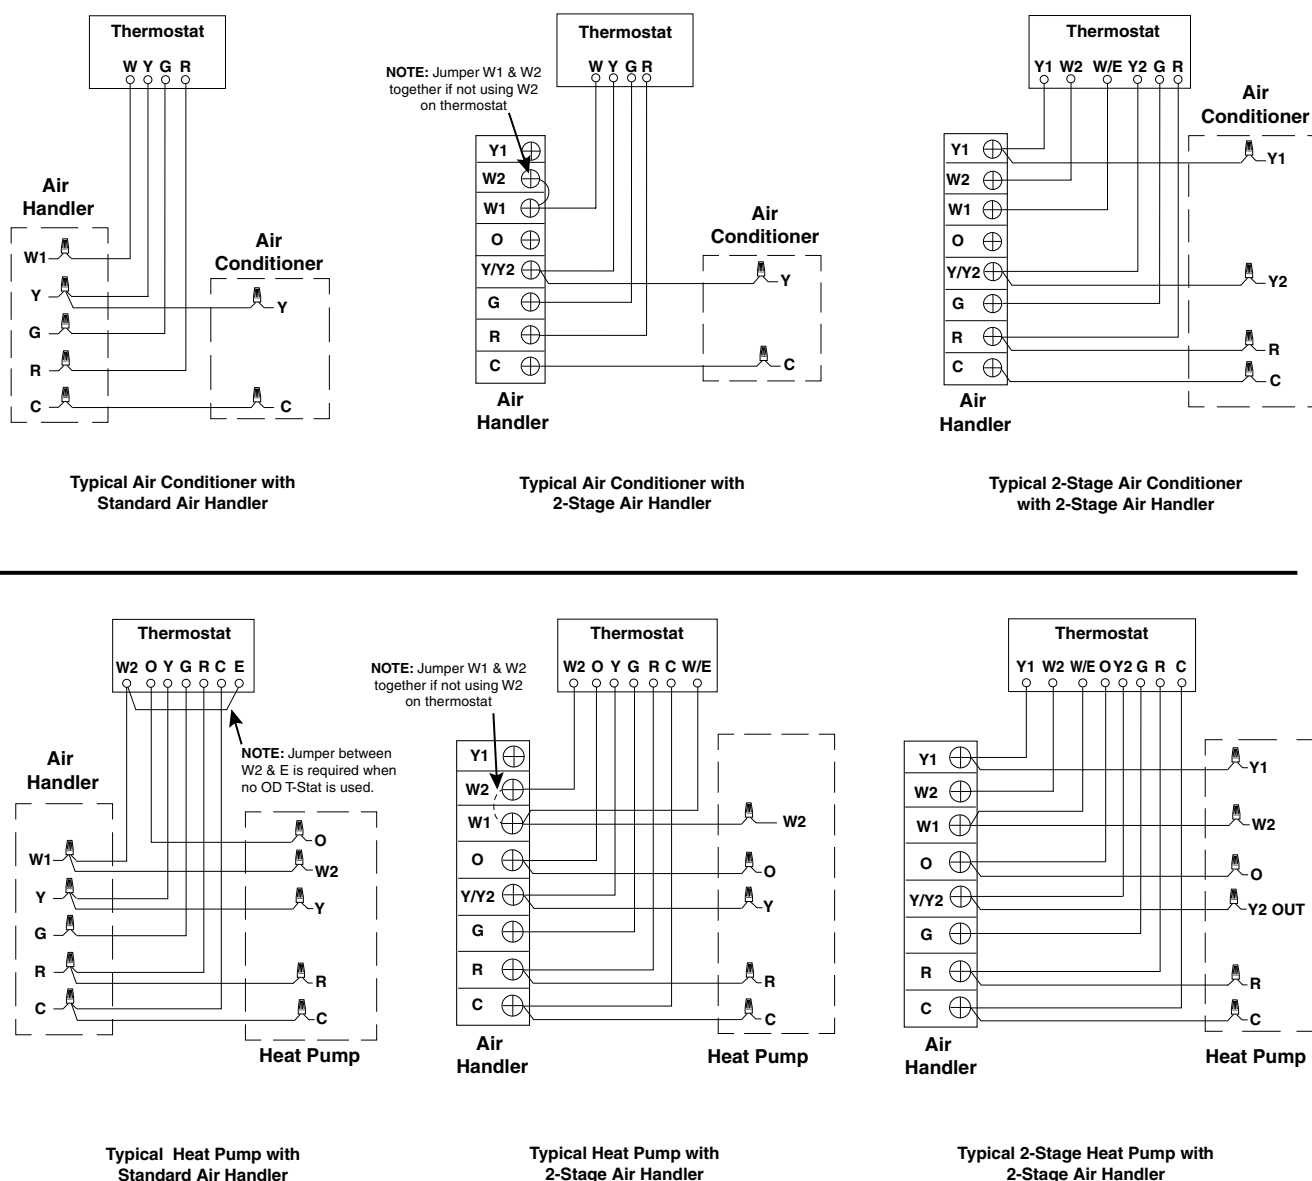 Thermostat
W Y G R
Air
Handler
W1
Y
G
R
C
Air
Conditioner
Y
C
Typical Air Conditioner with
Standard Air Handler
Thermostat
W Y G R
NOTE: Jumper W1 & W2
together if not using W2
on thermostat
Y1
W2
W1
O
Y/Y2
G
R
C
Air
Handler
Air
Conditioner
Y
C
Typical Air Conditioner with
2-Stage Air Handler
Thermostat
Y1 W2 W/E Y2 G R
Y1
W2
W1
O
Y/Y2
G
R
C
Air
Handler
Air
Conditioner
Y1
Y2
R
C
Typical 2-Stage Air Conditioner
with 2-Stage Air Handler
Thermostat
W2 O Y G R C E
NOTE: Jumper between
W2 & E is required when
no OD T-Stat is used.
Air
Handler
W1
Y
G
R
C
O
W2
Y
R
C
Heat Pump
Typical Heat Pump with
Standard Air Handler
Thermostat
W2 O Y G R C W/E
NOTE: Jumper W1 & W2
together if not using W2
on thermostat
Y1
W2
W1
O
Y/Y2
G
R
C
Air
Handler
W2
O
Y
R
C
Heat Pump
Typical Heat Pump with
2-Stage Air Handler
Thermostat
Y1 W2 W/E O Y2 G R C
Y1
W2
W1
O
Y/Y2
G
R
C
Air
Handler
Y1
W2
O
Y2 OUT
R
C
Heat Pump
Typical 2-Stage Heat Pump with
2-Stage Air Handler